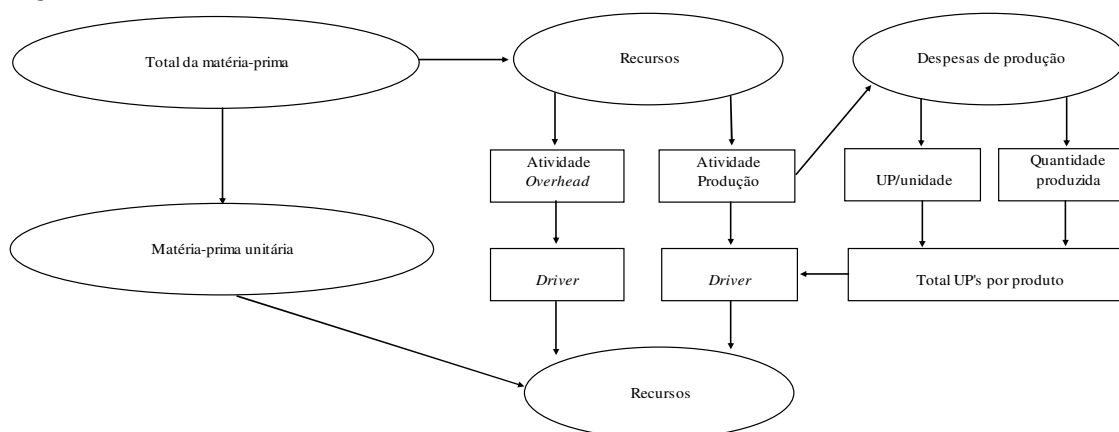 Total da matéria-prima
Recursos
Despesas de produção
Atividade
Overhead
Atividade
Produção
UP/unidade
Quantidade
produzida
Matéria-prima unitária
Driver
Driver
Total UP's por produto
Recursos